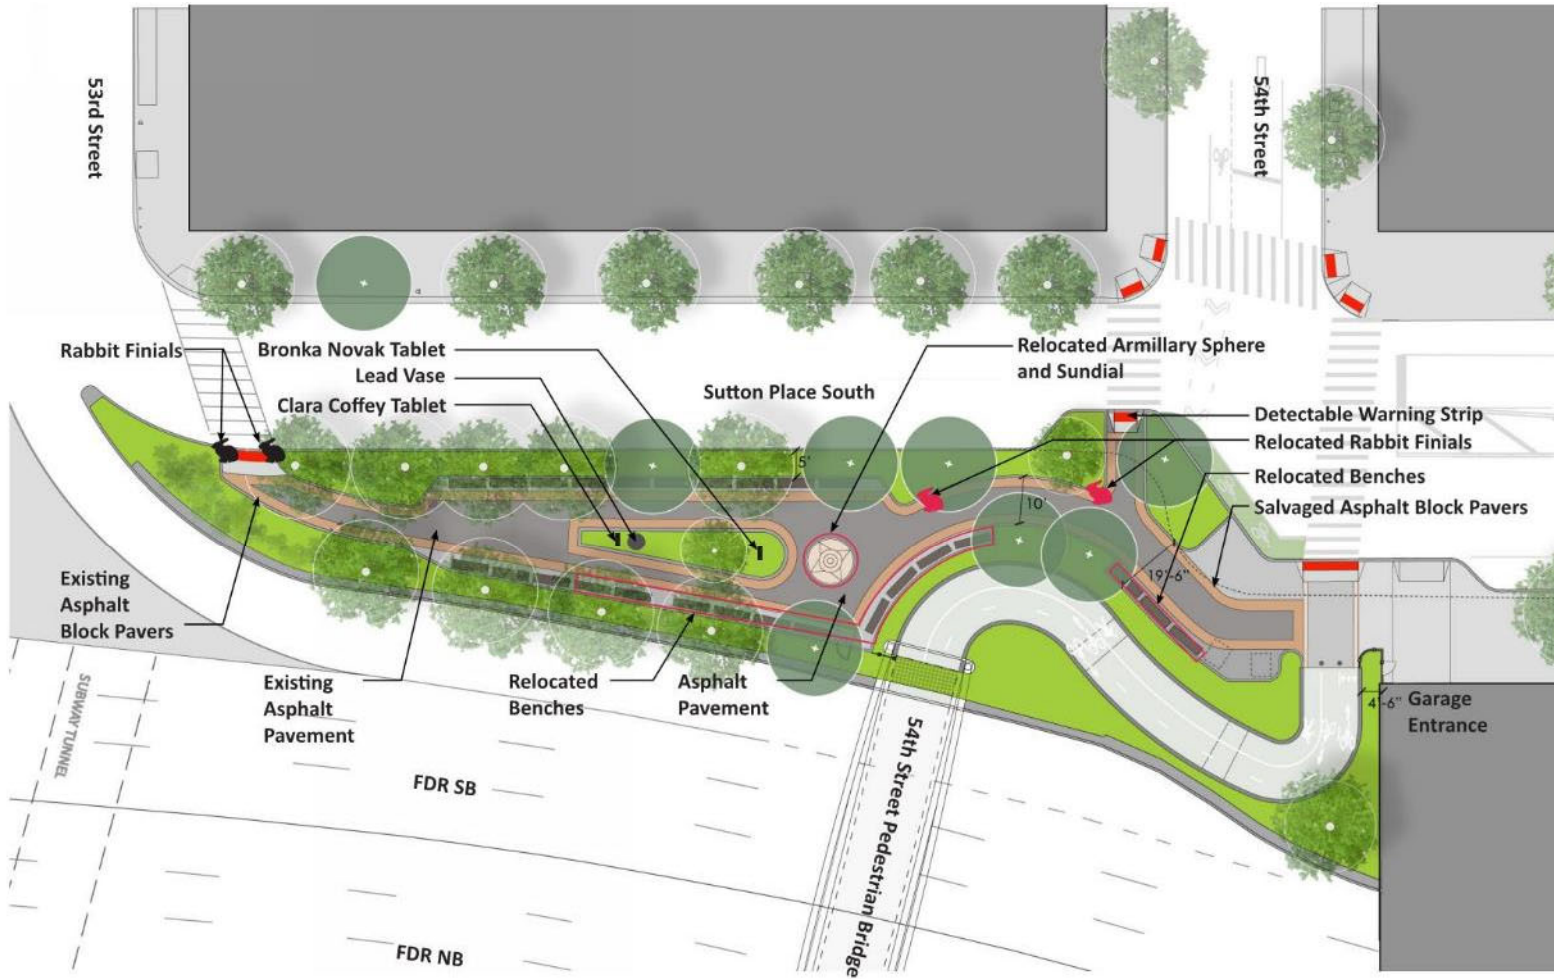 53rd Street
54th Street
Rabbit Finials
Bronka Novak Tablet
Lead Vase
Clara Coffey Tablet
Sutton Place South
Relocated Armillary Sphere
and Sundial
Detectable Warning Strip
Relocated Rabbit Finials
Relocated Benches
Salvaged Asphalt Block Pavers
5'
10'
19'-6"
Existing
Asphalt
Block Pavers
Existing
Asphalt
Pavement
Relocated
Benches
Asphalt
Pavement
4'-6"
Garage
Entrance
SUBWAY TUNNEL
54th Street Pedestrian Bridge
FDR SB
FDR NB